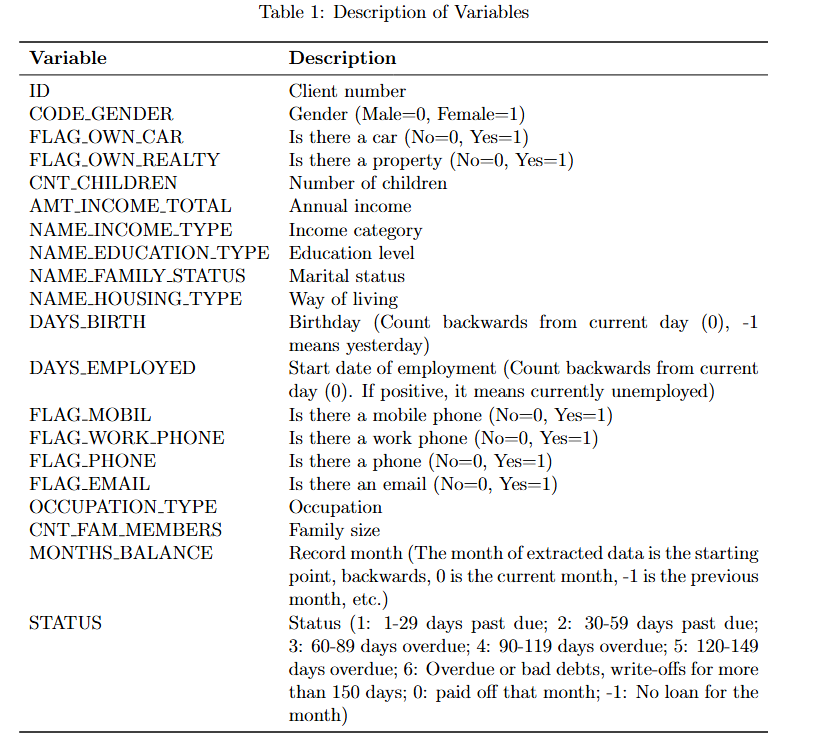 Table 1: Description of Variables
Variable Description
ID Client number
CODE_GENDER Gender (Male=0, Female=1)
FLAG_OWN_CAR Is there a car (No=0, Yes=1)
FLAG_OWN_REALTY Is there a property (No=0, Yes=1)
CNT_CHILDREN Number of children
AMT_INCOME_TOTAL Annual income
NAME_INCOME_TYPE Income category
NAME_EDUCATION_TYPE Education level
NAME_FAMILY_STATUS Marital status
NAME_HOUSING_TYPE Way of living
DAYS_BIRTH Birthday (Count backwards from current day (0), -1
means yesterday)
DAYS_EMPLOYED Start date of employment (Count backwards from current
day (0). If positive, it means currently unemployed)
FLAG_MOBIL Is there a mobile phone (No=0, Yes=1)
FLAG_WORK_PHONE Is there a work phone (No=0, Yes=1)
FLAG_PHONE Is there a phone (No=0, Yes=1)
FLAG_EMAIL Is there an email (No=0, Yes=1)
OCCUPATION_TYPE Occupation
CNT_FAM_MEMBERS Family size
MONTHS_BALANCE Record month (The month of extracted data is the starting
point, backwards, 0 is the current month, -1 is the previous
month, etc.)
STATUS Status (1: 1-29 days past due; 2: 30-59 days past due;
3: 60-89 days overdue; 4: 90-119 days overdue; 5: 120-149
days overdue; 6: Overdue or bad debts, write-offs for more
than 150 days; 0: paid off that month; -1: No loan for the
month)